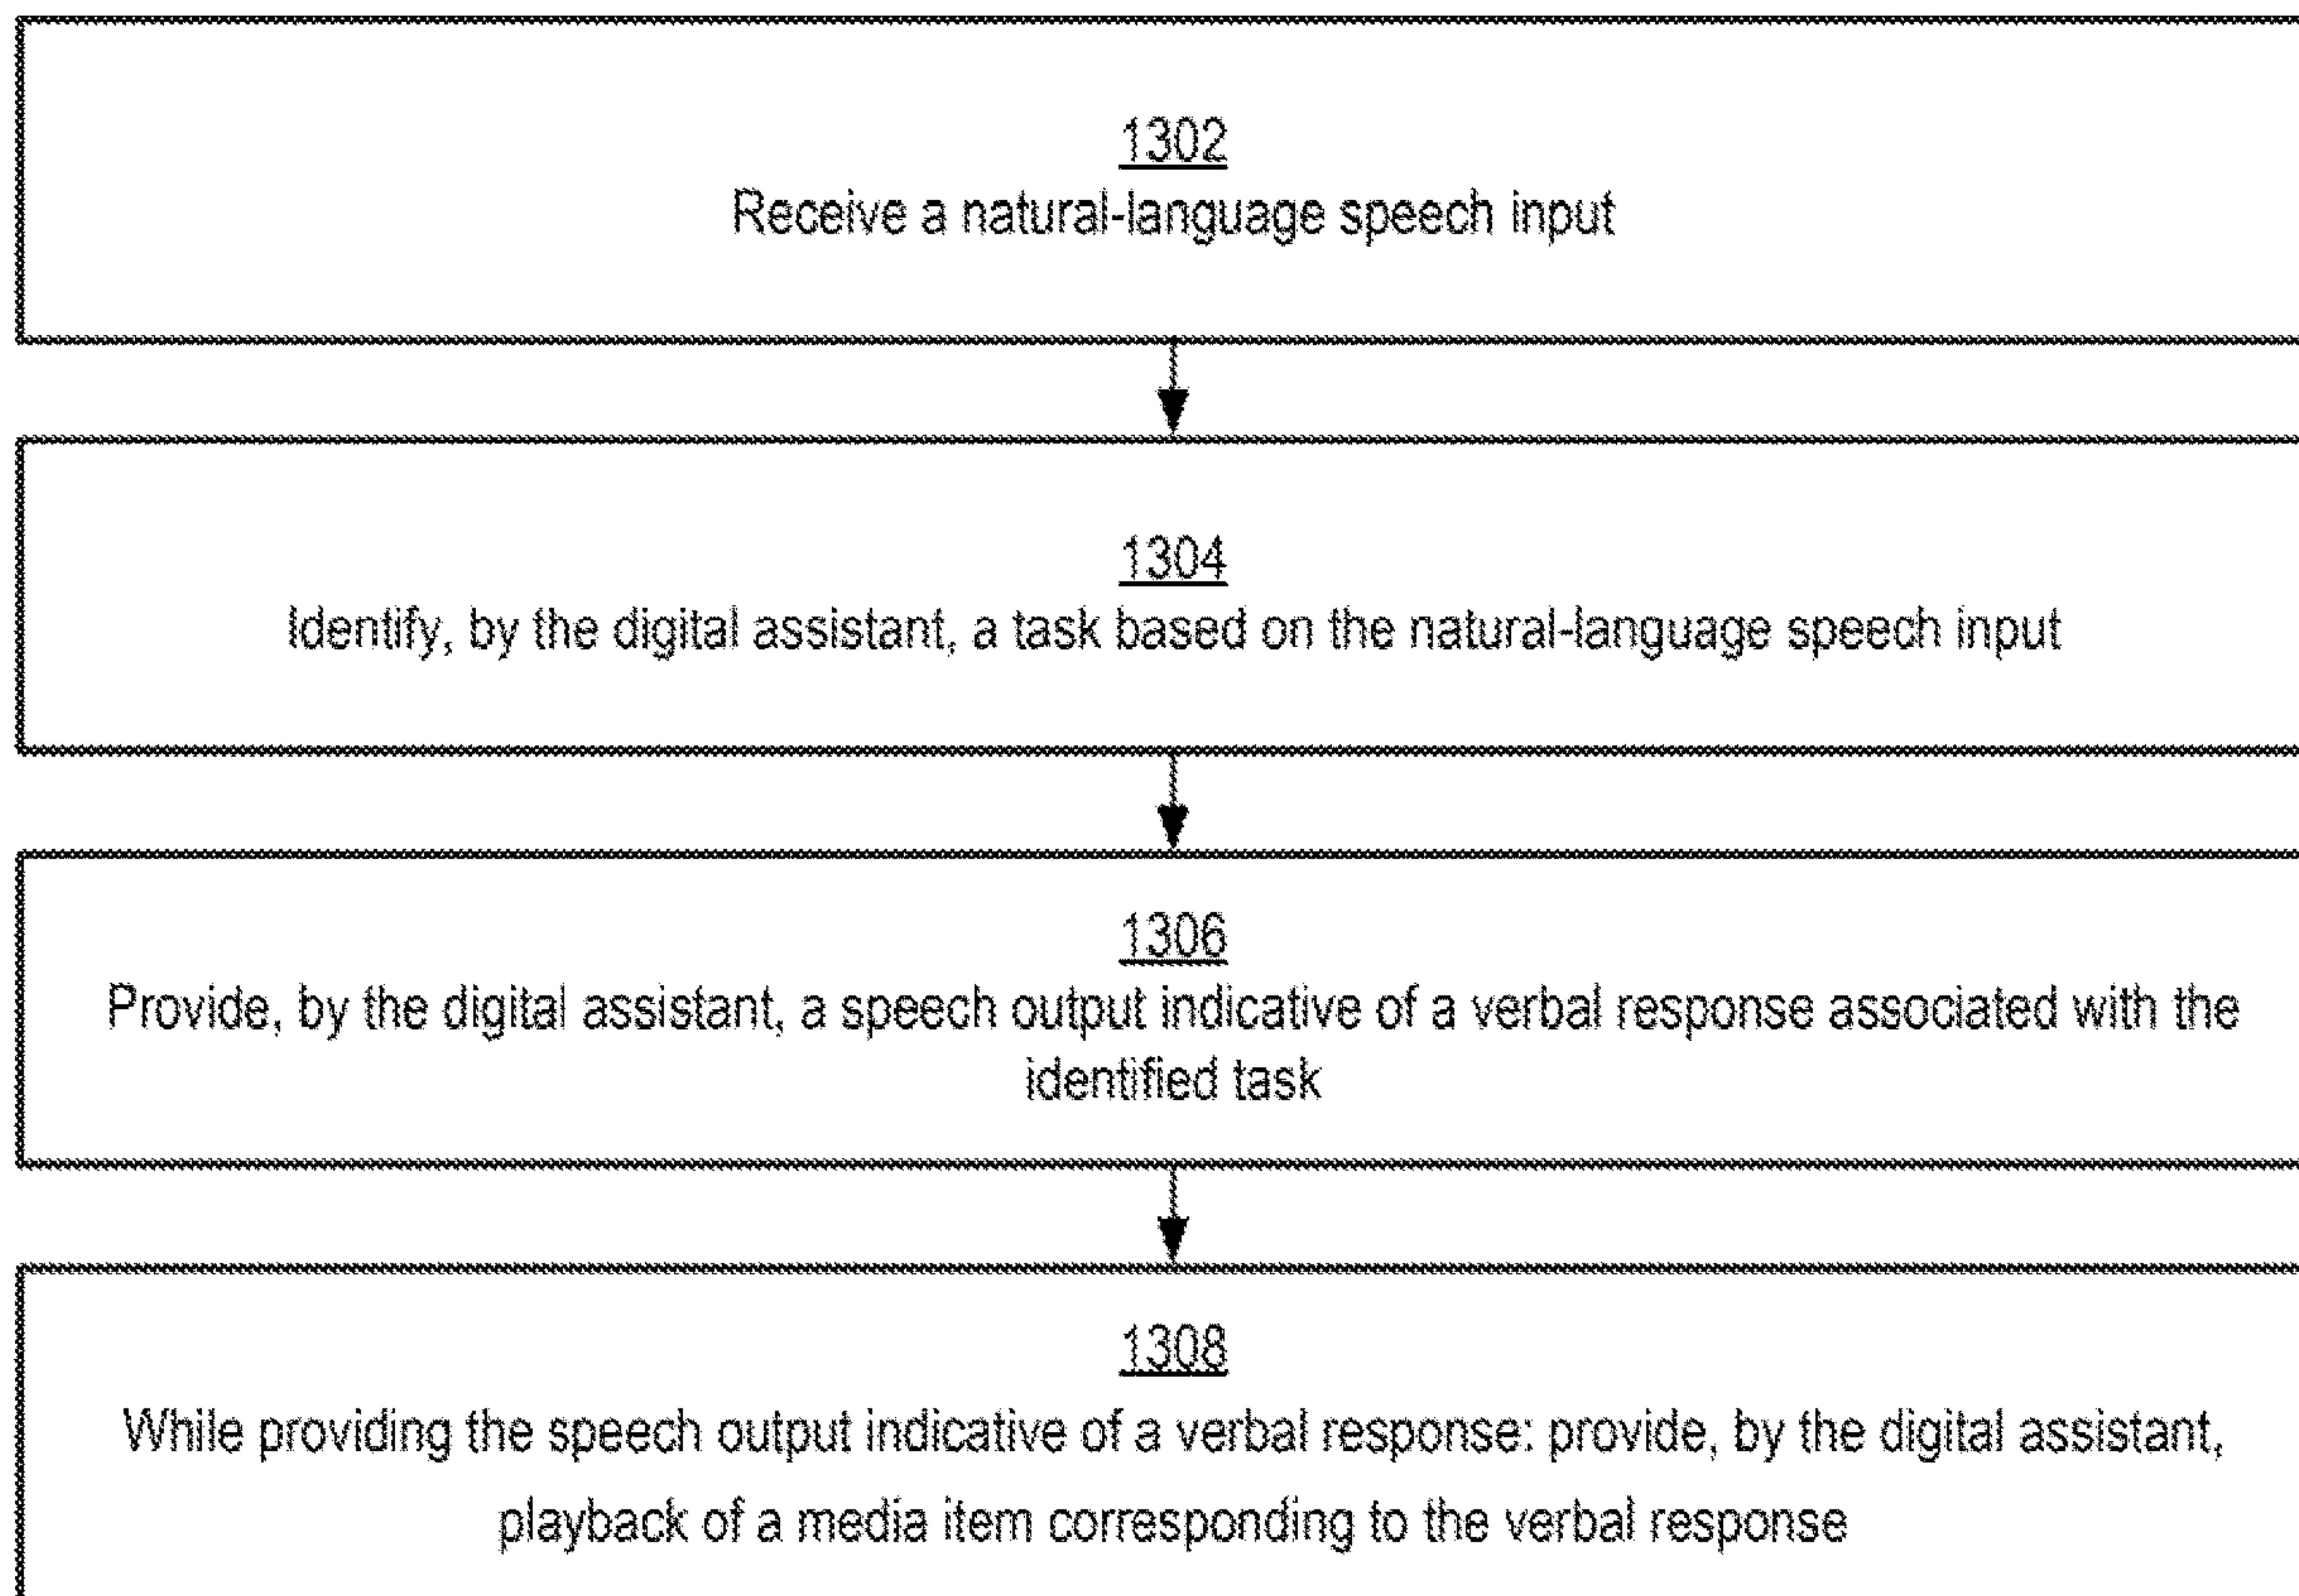 1302
Receive a natural-language speech input
1304
Identify, by the digital assistant, a task based on the natural-language speech input
1306
Provide, by the digital assistant, a speech output indicative of a verbal response associated with the
identified task
1308
While providing the speech output indicative of a verbal response: provide, by the digital assistant,
playback of a media item corresponding to the verbal response